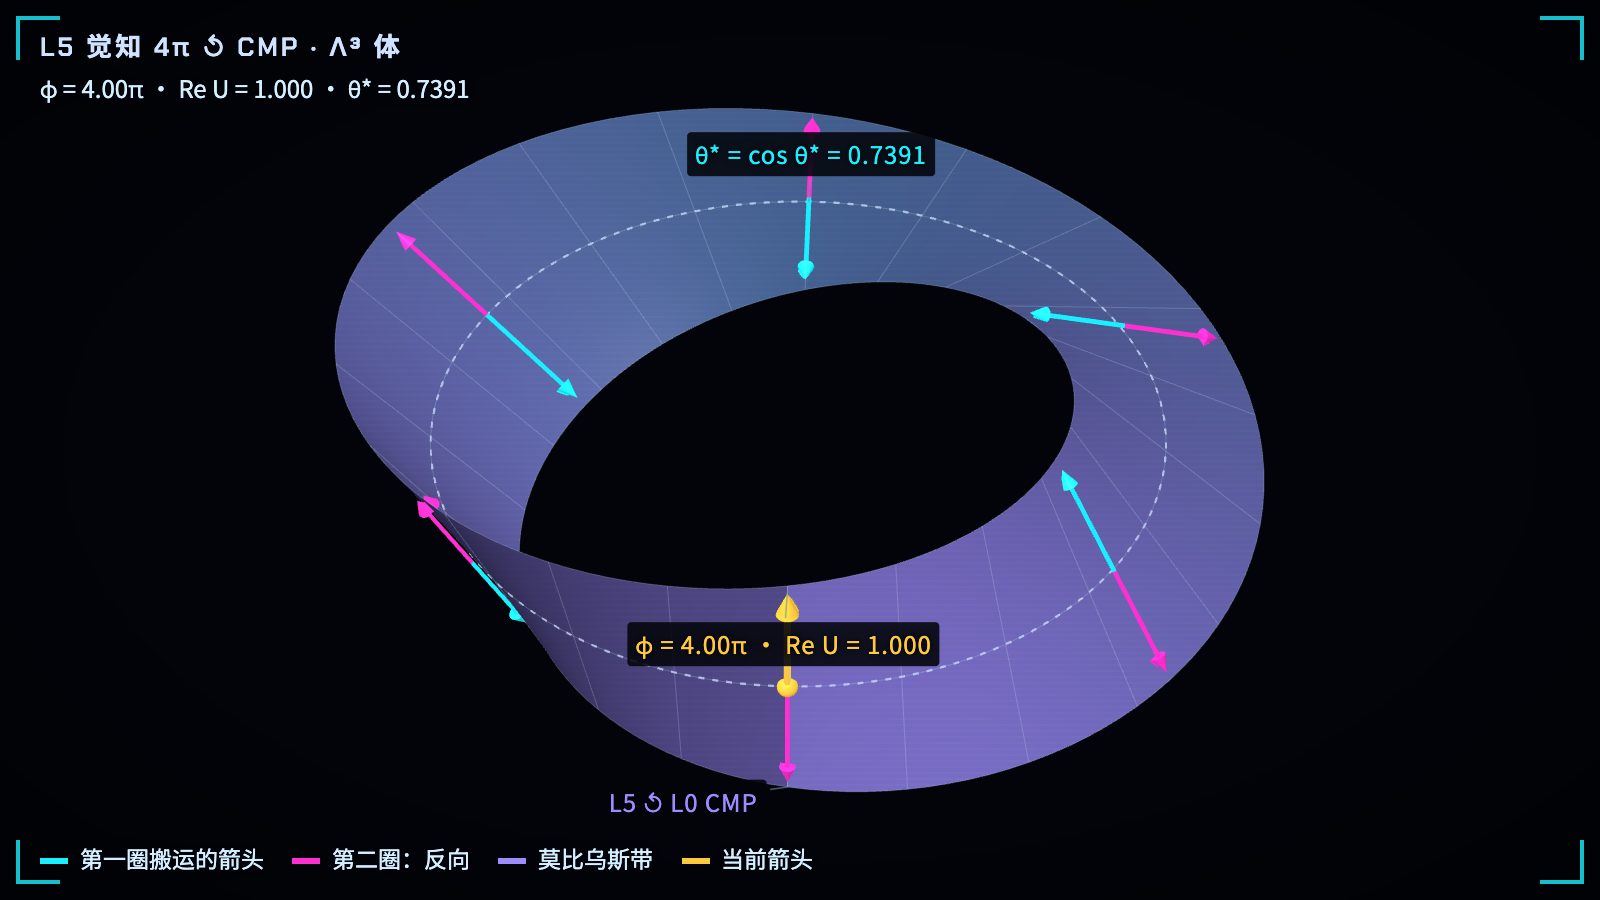 L5 觉知 4π ↺ CMP · Λ³ 体
ϕ = 4.00π • Re U = 1.000 • θ* = 0.7391
θ* = cos θ* = 0.7391
ϕ = 4.00π • Re U = 1.000
L5 ↺ L0 CMP
第一圈搬运的箭头 第二圈：反向 莫比乌斯带 当前箭头